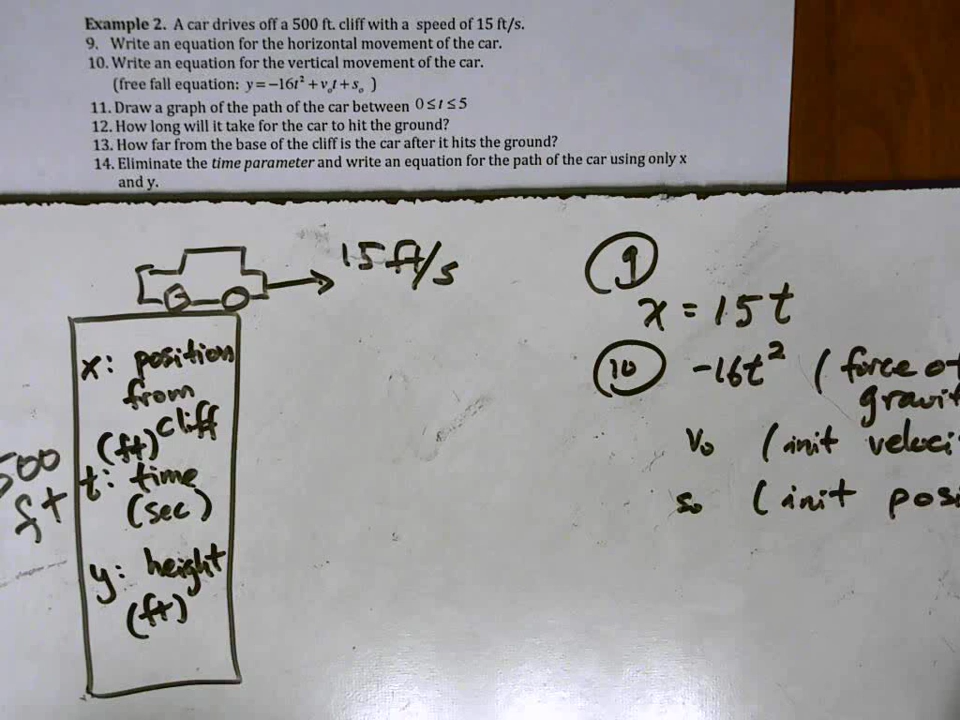 Example 2. A car drives off a 500 ft. cliff with a speed of 15 ft/s.
9. Write an equation for the horizontal movement of the car.
10. Write an equation for the vertical movement of the car.
(free fall equation: y=−16t²+v₀t+s₀ )
11. Draw a graph of the path of the car between 0≤t≤5
12. How long will it take for the car to hit the ground?
13. How far from the base of the cliff is the car after it hits the ground?
14. Eliminate the time parameter and write an equation for the path of the car using only x
and y.
15 ft/s
x: position
from
cliff
(ft)
t: time
(sec)
y: height
(ft)
500
ft
9
x = 15t
10 -16t² (force of
gravit
v₀ (init veloci
s₀ (init posi